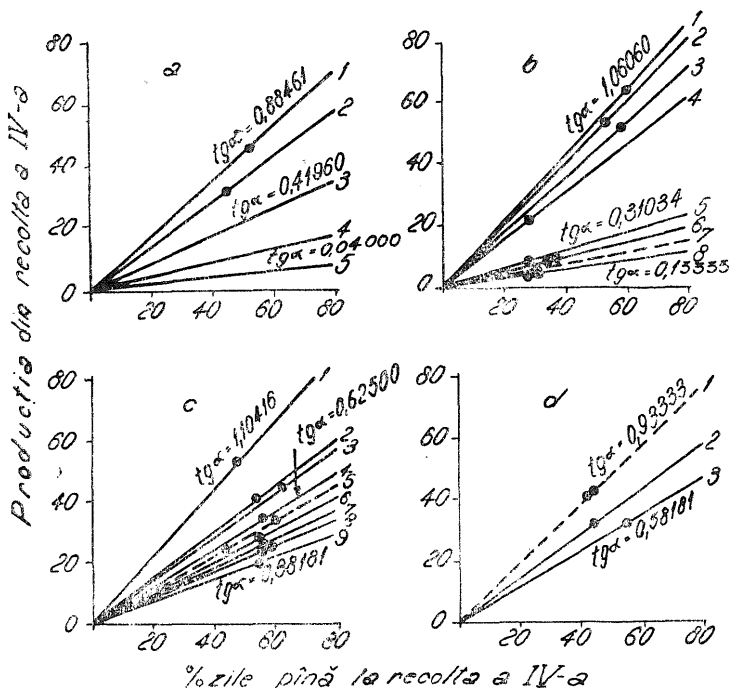 Producția din recolta a IV-a
a
80
60
40
20
0
20 40 60 80
tgα = 0,88461
tgα = 0,41960
tgα = 0,04000
1
2
3
4
5
b
80
60
40
20
0
20 40 60 80
tgα = 1,06060
tgα = 0,31034
tgα = 0,13333
1
2
3
4
5
6
7
8
c
80
60
40
20
0
20 40 60 80
tgα = 1,10416
tgα = 0,62500
1
2
3
4
5
6
7
8
9
d
80
60
40
20
0
20 40 60 80
tgα = 0,93333
tgα = 0,58181
1
2
3
% zile pînă la recolta a IV-a